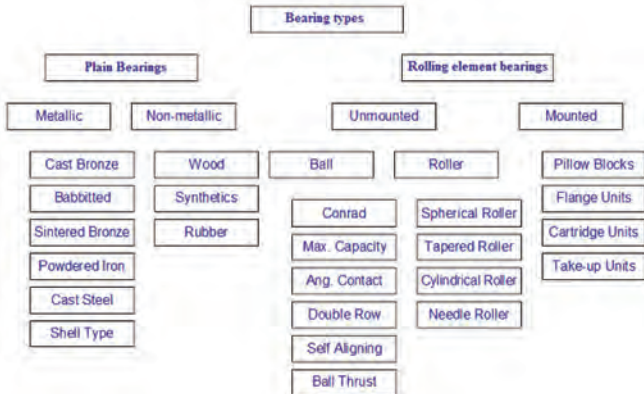 Bearing types
Plain Bearings
Rolling element bearings
Metallic
Non-metallic
Unmounted
Mounted
Cast Bronze
Babbitted
Sintered Bronze
Powdered Iron
Cast Steel
Shell Type
Wood
Synthetics
Rubber
Ball
Conrad
Max. Capacity
Ang. Contact
Double Row
Self Aligning
Ball Thrust
Roller
Spherical Roller
Tapered Roller
Cylindrical Roller
Needle Roller
Pillow Blocks
Flange Units
Cartridge Units
Take-up Units